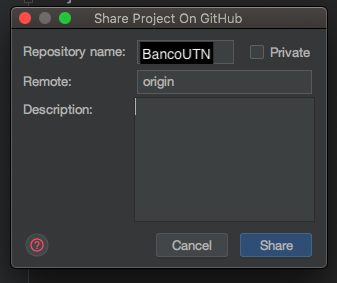 Share Project On GitHub
Repository name: BancoUTN Private
Remote: origin
Description:
?
Cancel Share